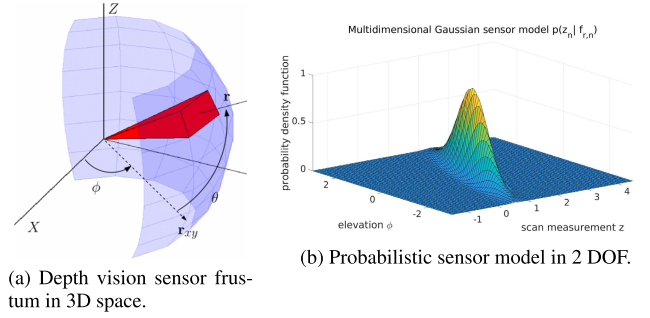 Z
r
X
ϕ
θ
r_xy
(a) Depth vision sensor frus-
tum in 3D space.
Multidimensional Gaussian sensor model p(z_n| f_r,n)
probability density function
1
0.5
0
2
0
-2
elevation ϕ
-1
0
1
2
3
4
scan measurement z
(b) Probabilistic sensor model in 2 DOF.